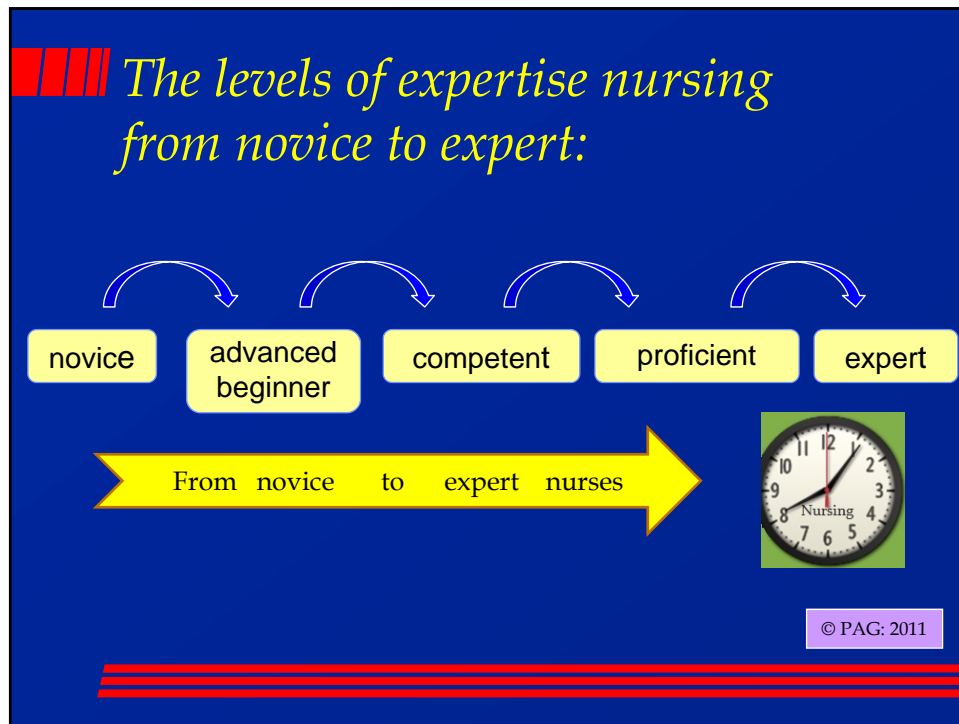 The levels of expertise nursing
from novice to expert:
novice
advanced
beginner
competent
proficient
expert
From novice to expert nurses
11 12 1
10 2
9 3
Nursing
8 4
7 6 5
© PAG: 2011